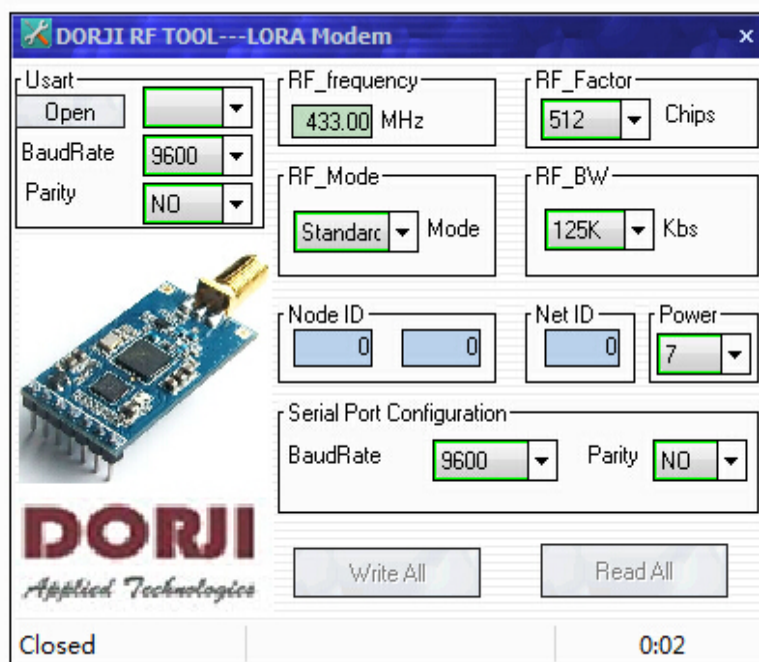 DORJI RF TOOL---LORA Modem
Usart
Open
BaudRate 9600
Parity NO
RF_frequency
433.00 MHz
RF_Factor
512 Chips
RF_Mode
Standarc Mode
RF_BW
125K Kbs
Node ID
0 0
Net ID
0
Power
7
Serial Port Configuration
BaudRate 9600 Parity NO
DORJI
Applied Technologies
Write All Read All
Closed 0:02